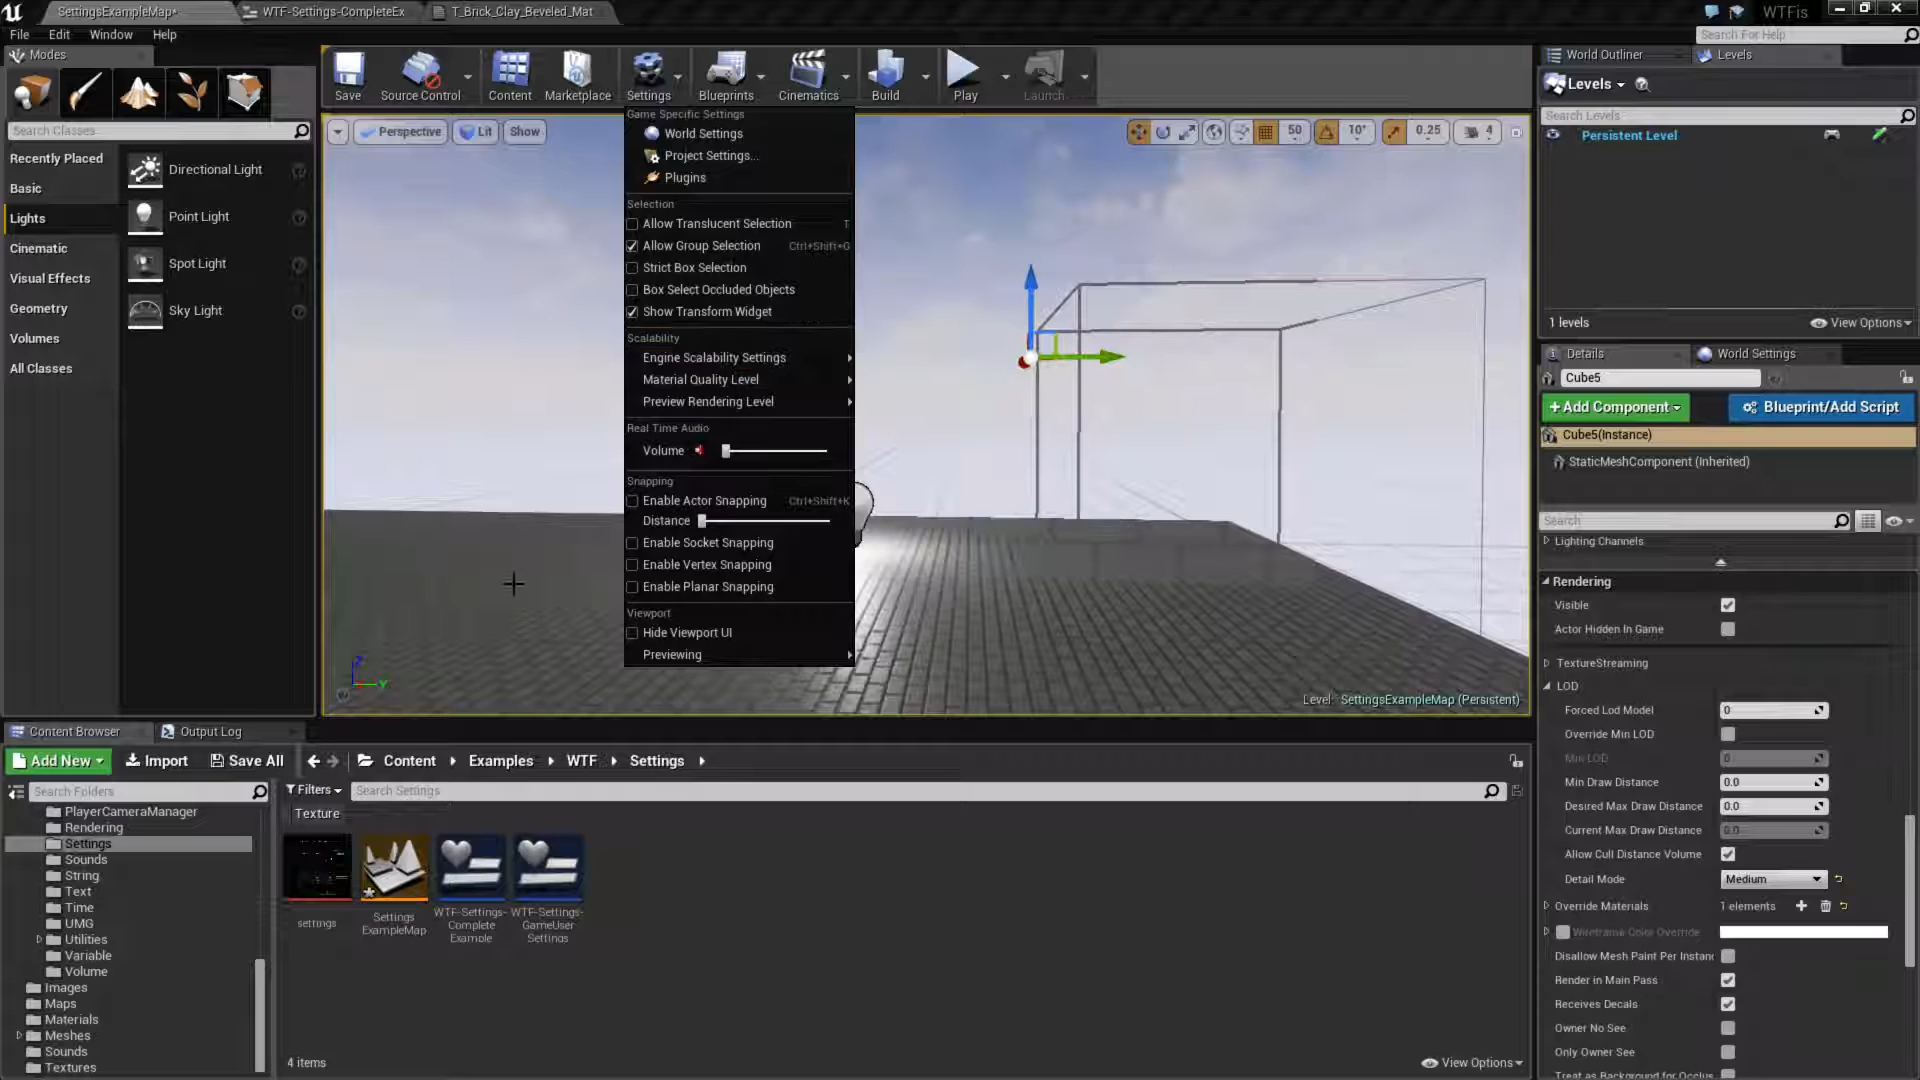 SettingsExampleMap*
WTF-Settings-CompleteEx
T_Brick_Clay_Beveled_Mat
WTFis
File
Edit
Window
Help
Search For Help
Modes
Search Classes
Recently Placed
Basic
Lights
Cinematic
Visual Effects
Geometry
Volumes
All Classes
Directional Light
Point Light
Spot Light
Sky Light
Save
Source Control
Content
Marketplace
Settings
Blueprints
Cinematics
Build
Play
Launch
Perspective
Lit
Show
50
10°
0.25
4
Game Specific Settings
World Settings
Project Settings...
Plugins
Selection
Allow Translucent Selection T
Allow Group Selection Ctrl+Shift+G
Strict Box Selection
Box Select Occluded Objects
Show Transform Widget
Scalability
Engine Scalability Settings
Material Quality Level
Preview Rendering Level
Real Time Audio
Volume
Snapping
Enable Actor Snapping Ctrl+Shift+K
Distance
Enable Socket Snapping
Enable Vertex Snapping
Enable Planar Snapping
Viewport
Hide Viewport UI
Previewing
Z
Y
Level: SettingsExampleMap (Persistent)
World Outliner
Levels
Levels
Search Levels
Persistent Level
1 levels
View Options
Details
World Settings
Cube5
+Add Component
Blueprint/Add Script
Cube5(Instance)
StaticMeshComponent (Inherited)
Search
Lighting Channels
Rendering
Visible
Actor Hidden In Game
TextureStreaming
LOD
Forced Lod Model 0
Override Min LOD
Min LOD 0
Min Draw Distance 0.0
Desired Max Draw Distance 0.0
Current Max Draw Distance 0.0
Allow Cull Distance Volume
Detail Mode Medium
Override Materials 1 elements
Wireframe Color Override
Disallow Mesh Paint Per Instanc
Render in Main Pass
Receives Decals
Owner No See
Only Owner See
Treat as Background for Occlus
Content Browser
Output Log
Add New
Import
Save All
Content
Examples
WTF
Settings
Search Folders
Filters
Search Settings
Texture
PlayerCameraManager
Rendering
Settings
Sounds
String
Text
Time
UMG
Utilities
Variable
Volume
Images
Maps
Materials
Meshes
Sounds
Textures
settings
Settings
ExampleMap
WTF-Settings-
Complete
Example
WTF-Settings-
GameUser
Settings
4 items
View Options